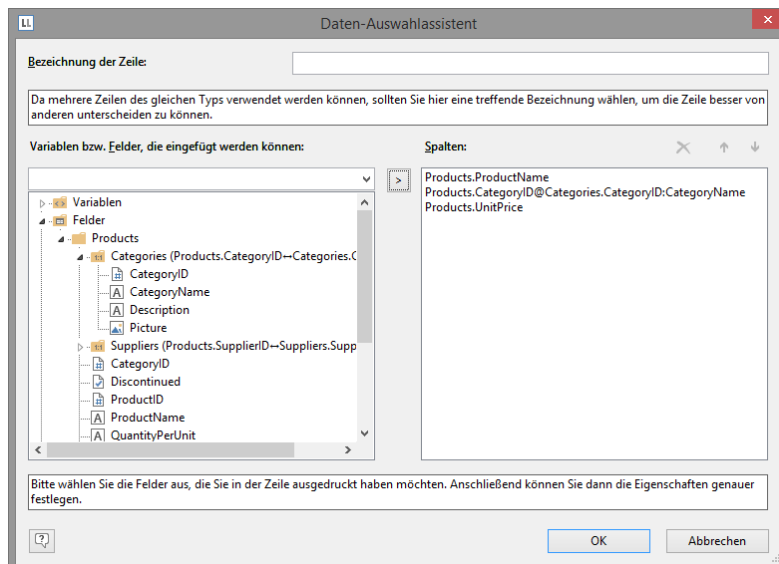 LL
Daten-Auswahlassistent
Bezeichnung der Zeile:
Da mehrere Zeilen des gleichen Typs verwendet werden können, sollten Sie hier eine treffende Bezeichnung wählen, um die Zeile besser von
anderen unterscheiden zu können.
Variablen bzw. Felder, die eingefügt werden können:
Spalten:
>
Variablen
Felder
Products
1:1 Categories (Products.CategoryID↔Categories.C
# CategoryID
A CategoryName
A Description
Picture
1:1 Suppliers (Products.SupplierID↔Suppliers.Supp
# CategoryID
Discontinued
# ProductID
A ProductName
A QuantityPerUnit
Products.ProductName
Products.CategoryID@Categories.CategoryID:CategoryName
Products.UnitPrice
Bitte wählen Sie die Felder aus, die Sie in der Zeile ausgedruckt haben möchten. Anschließend können Sie dann die Eigenschaften genauer
festlegen.
?
OK
Abbrechen